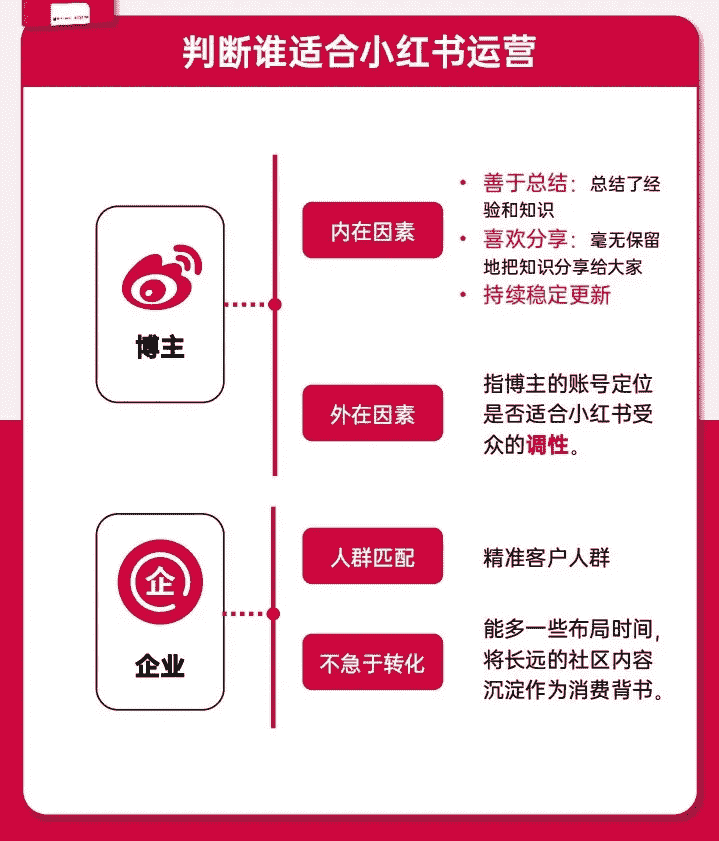 判断谁适合小红书运营
博主
内在因素
• 善于总结：总结了经
验和知识
• 喜欢分享：毫无保留
地把知识分享给大家
• 持续稳定更新
外在因素
指博主的账号定位
是否适合小红书受
众的调性。
企
企业
人群匹配
精准客户人群
不急于转化
能多一些布局时间，
将长远的社区内容
沉淀作为消费背书。